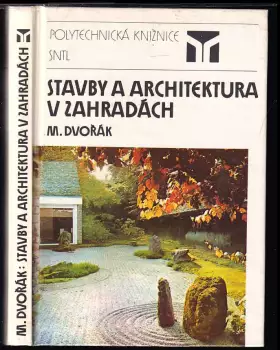 POLYTECHNICKÁ KNIŽNICE
SNTL
STAVBY A ARCHITEKTURA
V ZAHRADÁCH
M. DVOŘÁK
M. DVOŘÁK: STAVBY A ARCHITEKTURA V ZAHRADÁCH